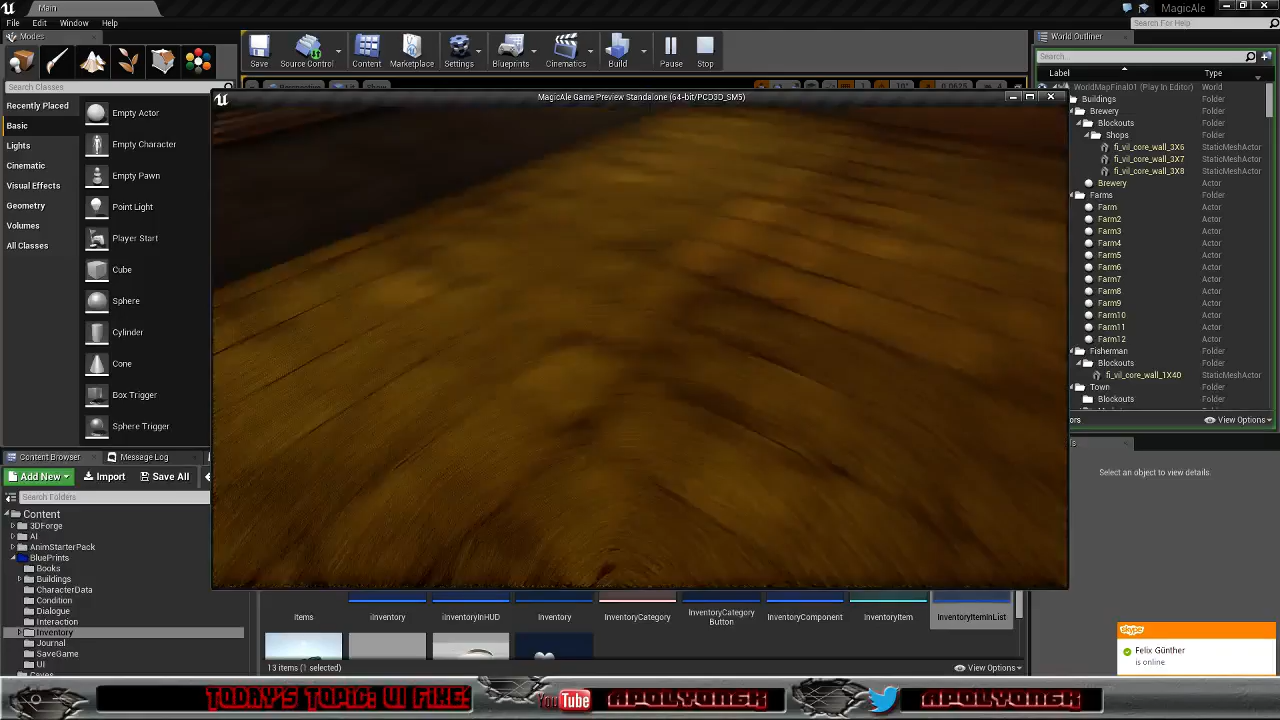 Main
MagicAle
File Edit Window Help
Search For Help
Modes
World Outliner
Search Classes
Save
Source Control
Content
Marketplace
Settings
Blueprints
Cinematics
Build
Pause
Stop
Search...
Label Type
WorldMapFinal01 (Play In Editor) World
Buildings Folder
Brewery Folder
Blockouts Folder
Shops Folder
fi_vil_core_wall_3X6 StaticMeshActor
fi_vil_core_wall_3X7 StaticMeshActor
fi_vil_core_wall_3X8 StaticMeshActor
Brewery Actor
Farms Folder
Farm Actor
Farm2 Actor
Farm3 Actor
Farm4 Actor
Farm5 Actor
Farm6 Actor
Farm7 Actor
Farm8 Actor
Farm9 Actor
Farm10 Actor
Farm11 Actor
Farm12 Actor
Fisherman Folder
Blockouts Folder
fi_vil_core_wall_1X40 StaticMeshActor
Town Folder
Blockouts Folder
ors
View Options
MagicAle Game Preview Standalone (64-bit/PCD3D_SM5)
Recently Placed
Basic
Lights
Cinematic
Visual Effects
Geometry
Volumes
All Classes
Empty Actor
Empty Character
Empty Pawn
Point Light
Player Start
Cube
Sphere
Cylinder
Cone
Box Trigger
Sphere Trigger
Content Browser
Message Log
Add New
Import
Save All
Search Folders
Content
3DForge
AI
AnimStarterPack
BluePrints
Books
Buildings
CharacterData
Condition
Dialogue
Interaction
Inventory
Journal
SaveGame
UI
Items
iInventory
iInventoryInHUD
Inventory
InventoryCategory
InventoryCategory
Button
InventoryComponent
InventoryItem
InventoryItemInList
13 items (1 selected)
View Options
Select an object to view details.
skype
Felix Günther
is online
TODAY'S TOPIC: UI FIXE
YouTube
APOLYON6K
APOLYON6K